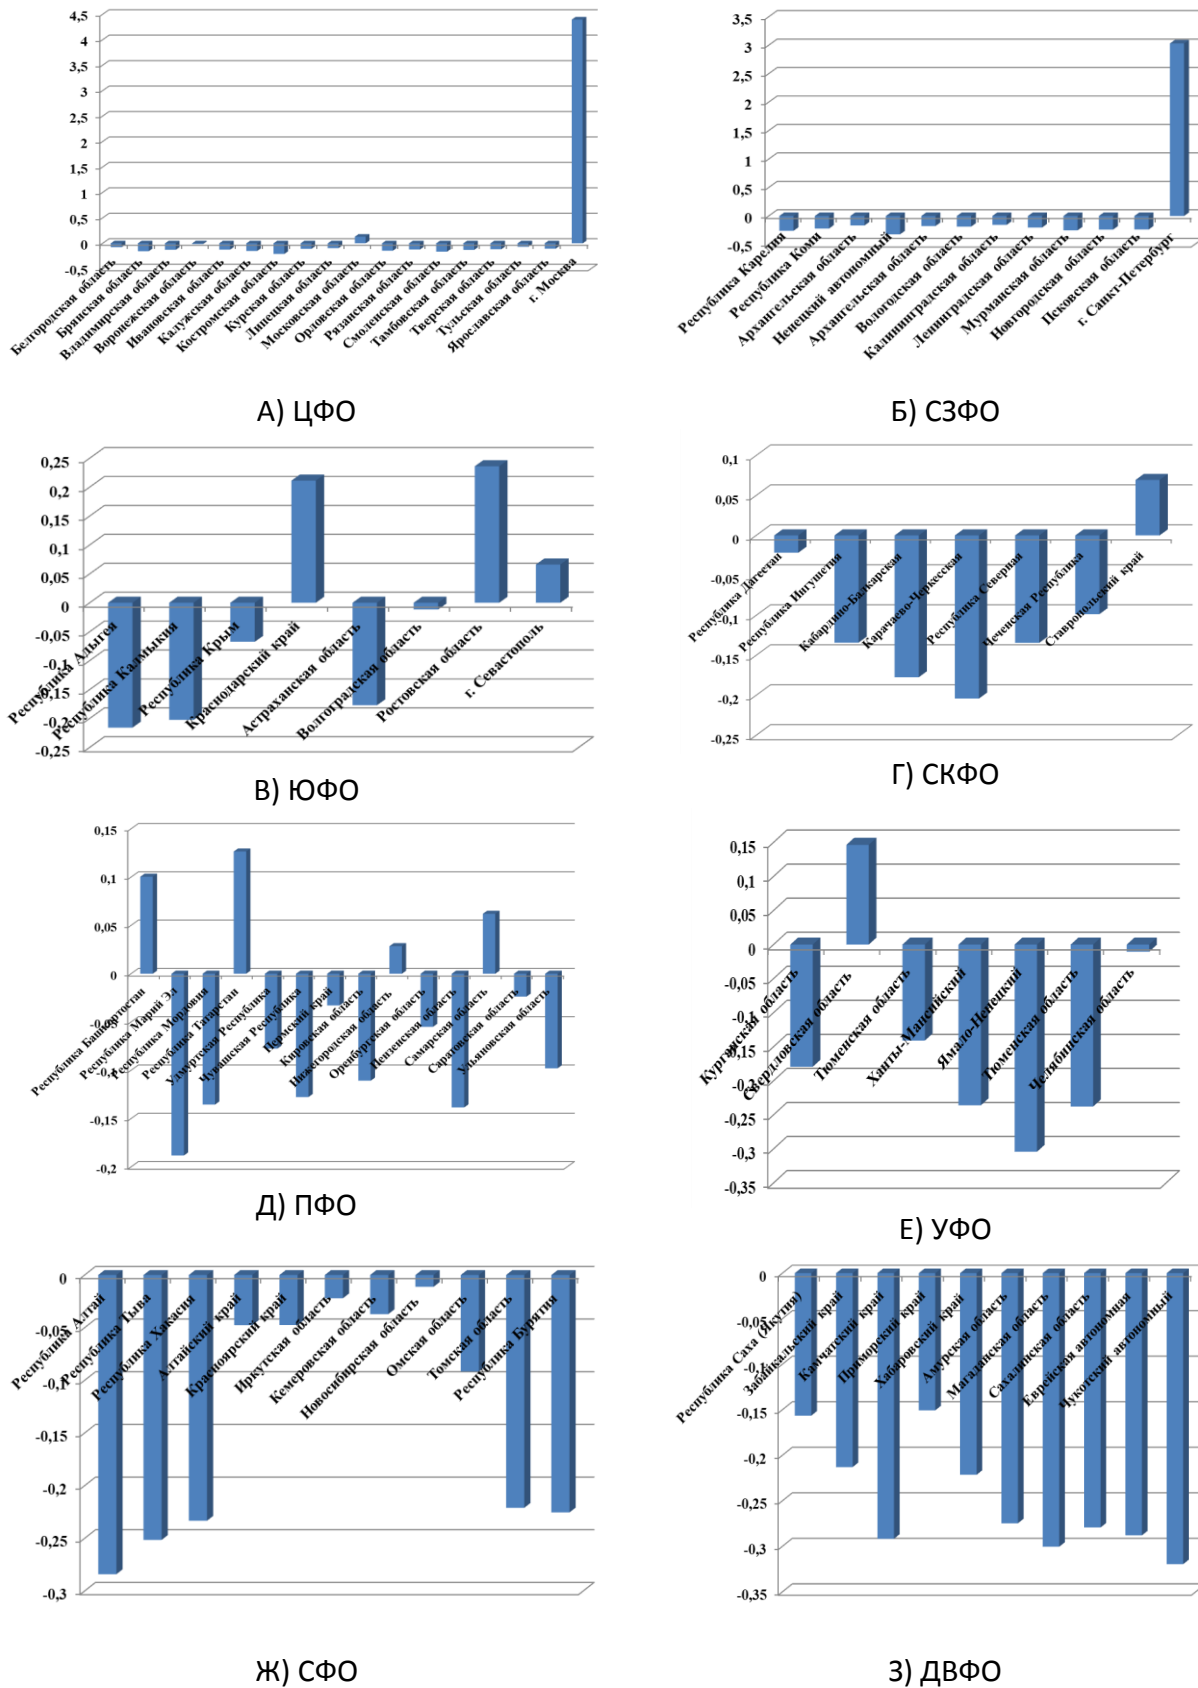 4,5
4
3,5
3
2,5
2
1,5
1
0,5
0
-0,5
Белгородская область
Брянская область
Владимирская область
Воронежская область
Ивановская область
Калужская область
Костромская область
Курская область
Липецкая область
Московская область
Орловская область
Рязанская область
Смоленская область
Тамбовская область
Тверская область
Тульская область
Ярославская область
г. Москва
А) ЦФО
3,5
3
2,5
2
1,5
1
0,5
0
-0,5
Республика Карелия
Республика Коми
Архангельская область
Ненецкий автономный
Архангельская область
Вологодская область
Калининградская область
Ленинградская область
Мурманская область
Новгородская область
Псковская область
г. Санкт-Петербург
Б) СЗФО
0,25
0,2
0,15
0,1
0,05
0
-0,05
-0,1
-0,15
-0,2
-0,25
Республика Адыгея
Республика Калмыкия
Республика Крым
Краснодарский край
Астраханская область
Волгоградская область
Ростовская область
г. Севастополь
В) ЮФО
0,1
0,05
0
-0,05
-0,1
-0,15
-0,2
-0,25
Республика Дагестан
Республика Ингушетия
Кабардино-Балкарская
Карачаево-Черкесская
Республика Северная
Чеченская Республика
Ставропольский край
Г) СКФО
0,15
0,1
0,05
0
-0,05
-0,1
-0,15
-0,2
Республика Башкортостан
Республика Марий Эл
Республика Мордовия
Республика Татарстан
Удмуртская Республика
Чувашская Республика
Пермский край
Кировская область
Нижегородская область
Оренбургская область
Пензенская область
Самарская область
Саратовская область
Ульяновская область
Д) ПФО
0,15
0,1
0,05
0
-0,05
-0,1
-0,15
-0,2
-0,25
-0,3
-0,35
Курганская область
Свердловская область
Тюменская область
Ханты-Мансийский
Ямало-Ненецкий
Тюменская область
Челябинская область
Е) УФО
0
-0,05
-0,1
-0,15
-0,2
-0,25
-0,3
Республика Алтай
Республика Тыва
Республика Хакасия
Алтайский край
Красноярский край
Иркутская область
Кемеровская область
Новосибирская область
Омская область
Томская область
Республика Бурятия
Ж) СФО
0
-0,05
-0,1
-0,15
-0,2
-0,25
-0,3
-0,35
Республика Саха (Якутия)
Забайкальский край
Камчатский край
Приморский край
Хабаровский край
Амурская область
Магаданская область
Сахалинская область
Еврейская автономная
Чукотский автономный
З) ДВФО